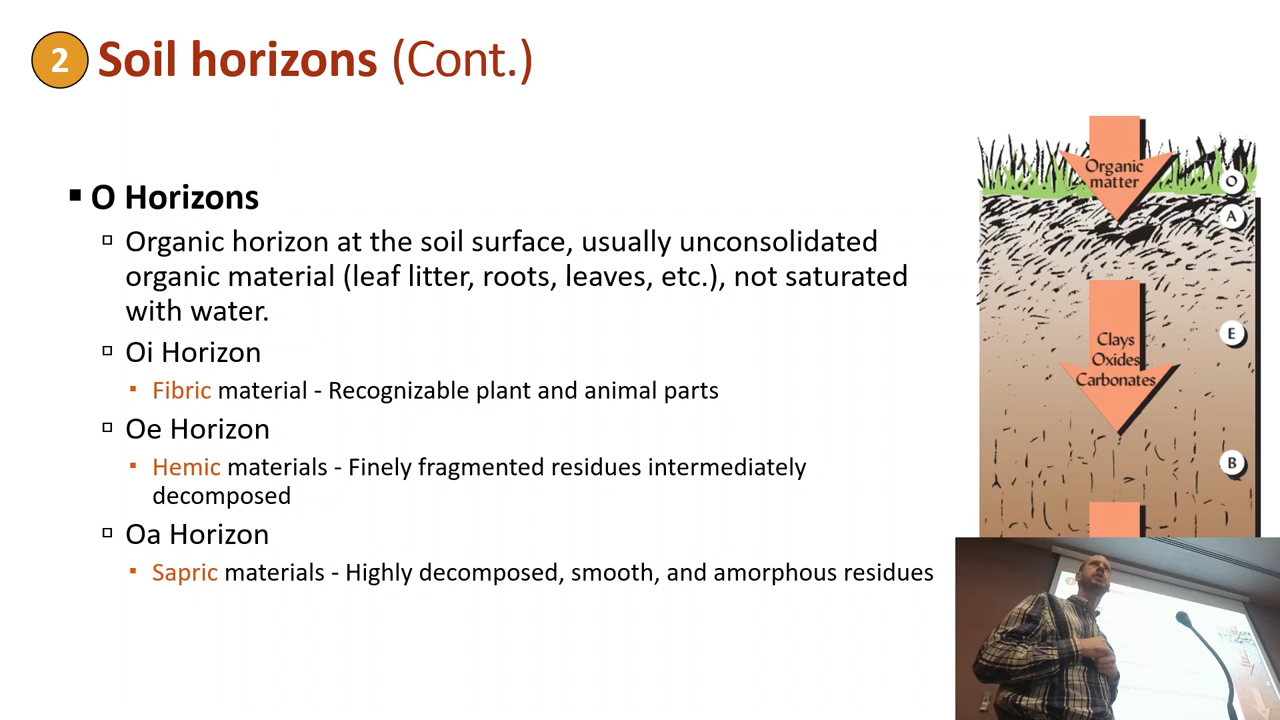 2 Soil horizons (Cont.)
O Horizons
Organic horizon at the soil surface, usually unconsolidated
organic material (leaf litter, roots, leaves, etc.), not saturated
with water.
Oi Horizon
Fibric material - Recognizable plant and animal parts
Oe Horizon
Hemic materials - Finely fragmented residues intermediately
decomposed
Oa Horizon
Sapric materials - Highly decomposed, smooth, and amorphous residues
Organic
matter
O
A
Clays
Oxides
Carbonates
E
B